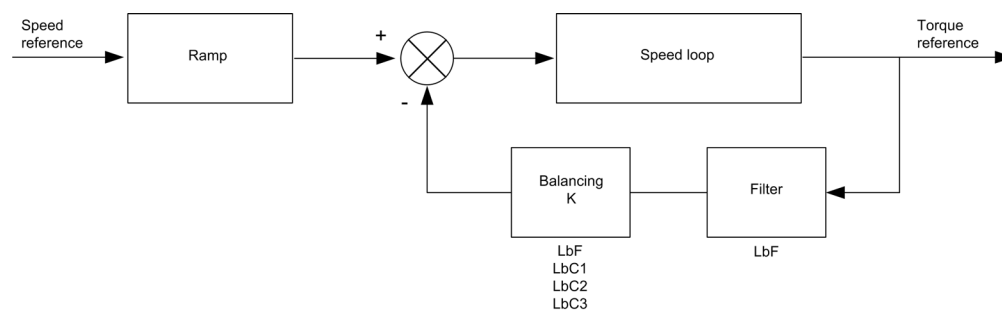 Speed
reference
Ramp
+
-
Speed loop
Torque
reference
Balancing
K
Filter
LbF
LbC1
LbC2
LbC3
LbF